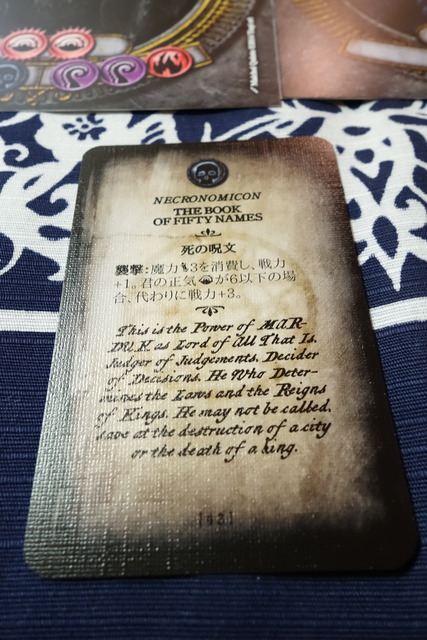 NECRONOMICON
THE BOOK
OF FIFTY NAMES
死の呪文
襲撃:魔力 3を消費し、戦力
+1。君の正気 が6以下の場
合、代わりに戦力+3。
This is the Power of MAR-
DUK as Lord of All That Is,
Judger of Judgements, Decider
of Decisions, He Who Deter-
mines the Laws and the Reigns
of Kings. He may not be called,
save at the destruction of a city
or the death of a king.